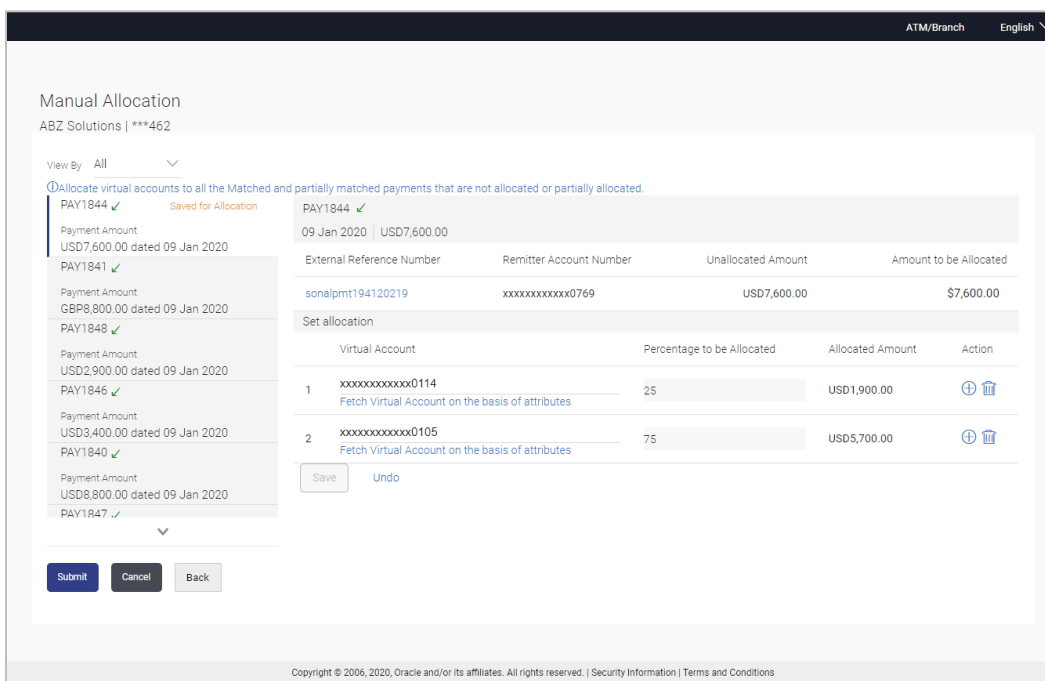 ATM/Branch English
Manual Allocation
ABZ Solutions | ***462
View By All
Allocate virtual accounts to all the Matched and partially matched payments that are not allocated or partially allocated.
PAY1844 Saved for Allocation
Payment Amount
USD7,600.00 dated 09 Jan 2020
PAY1841
Payment Amount
GBP8,800.00 dated 09 Jan 2020
PAY1848
Payment Amount
USD2,900.00 dated 09 Jan 2020
PAY1846
Payment Amount
USD3,400.00 dated 09 Jan 2020
PAY1840
Payment Amount
USD8,800.00 dated 09 Jan 2020
PAY1847
PAY1844
09 Jan 2020 | USD7,600.00
External Reference Number Remitter Account Number Unallocated Amount Amount to be Allocated
sonalpmt194120219 xxxxxxxxxxxx0769 USD7,600.00 $7,600.00
Set allocation
Virtual Account Percentage to be Allocated Allocated Amount Action
1 xxxxxxxxxxxx0114 25 USD1,900.00
Fetch Virtual Account on the basis of attributes
2 xxxxxxxxxxxx0105 75 USD5,700.00
Fetch Virtual Account on the basis of attributes
Save Undo
Submit Cancel Back
Copyright © 2006, 2020, Oracle and/or its affiliates. All rights reserved. | Security Information | Terms and Conditions